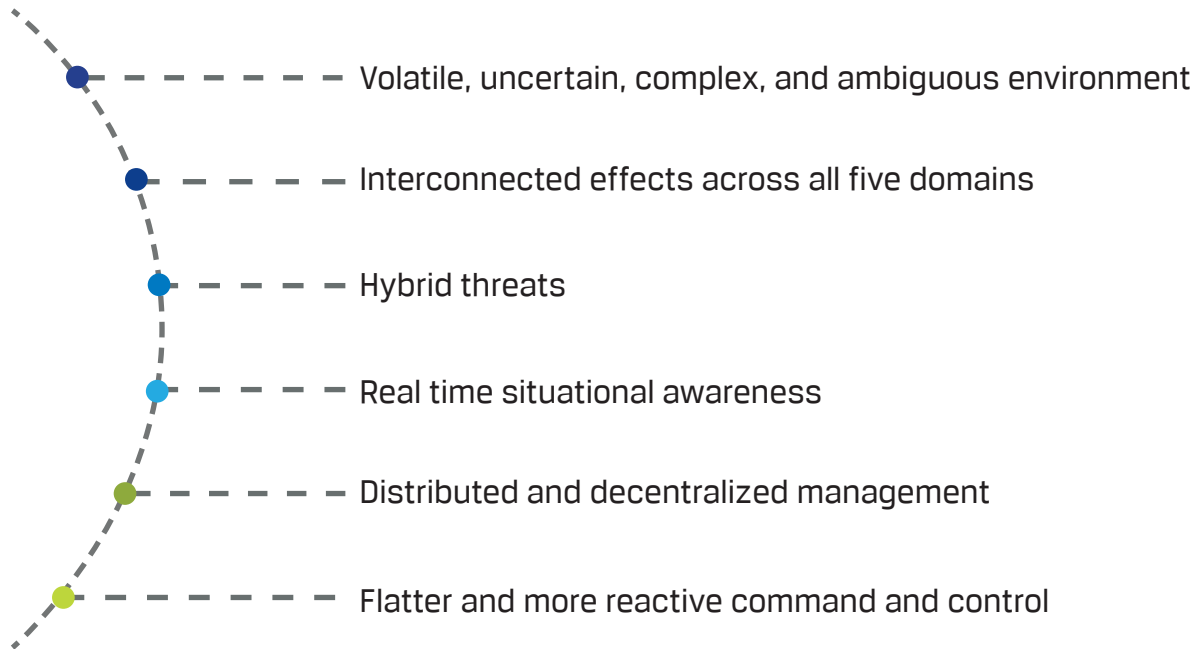 Volatile, uncertain, complex, and ambiguous environment
Interconnected effects across all five domains
Hybrid threats
Real time situational awareness
Distributed and decentralized management
Flatter and more reactive command and control